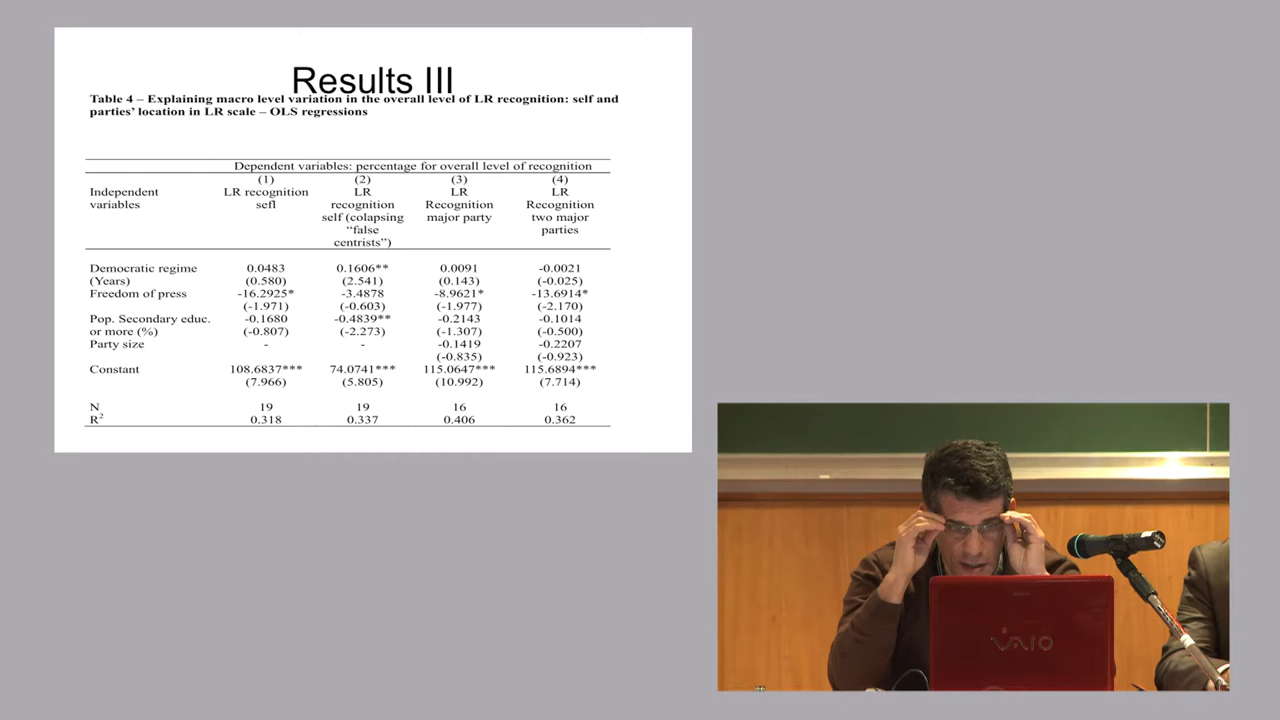 Results III
Table 4 – Explaining macro level variation in the overall level of LR recognition: self and
parties' location in LR scale – OLS regressions
Dependent variables: percentage for overall level of recognition
(1) (2) (3) (4)
Independent LR recognition LR LR LR
variables sefl recognition Recognition Recognition
self (colapsing major party two major
"false parties
centrists")
Democratic regime 0.0483 0.1606** 0.0091 -0.0021
(Years) (0.580) (2.541) (0.143) (-0.025)
Freedom of press -16.2925* -3.4878 -8.9621* -13.6914*
(-1.971) (-0.603) (-1.977) (-2.170)
Pop. Secondary educ. -0.1680 -0.4839** -0.2143 -0.1014
or more (%) (-0.807) (-2.273) (-1.307) (-0.500)
Party size - - -0.1419 -0.2207
(-0.835) (-0.923)
Constant 108.6837*** 74.0741*** 115.0647*** 115.6894***
(7.966) (5.805) (10.992) (7.714)
N 19 19 16 16
R² 0.318 0.337 0.406 0.362
SONY
VAIO